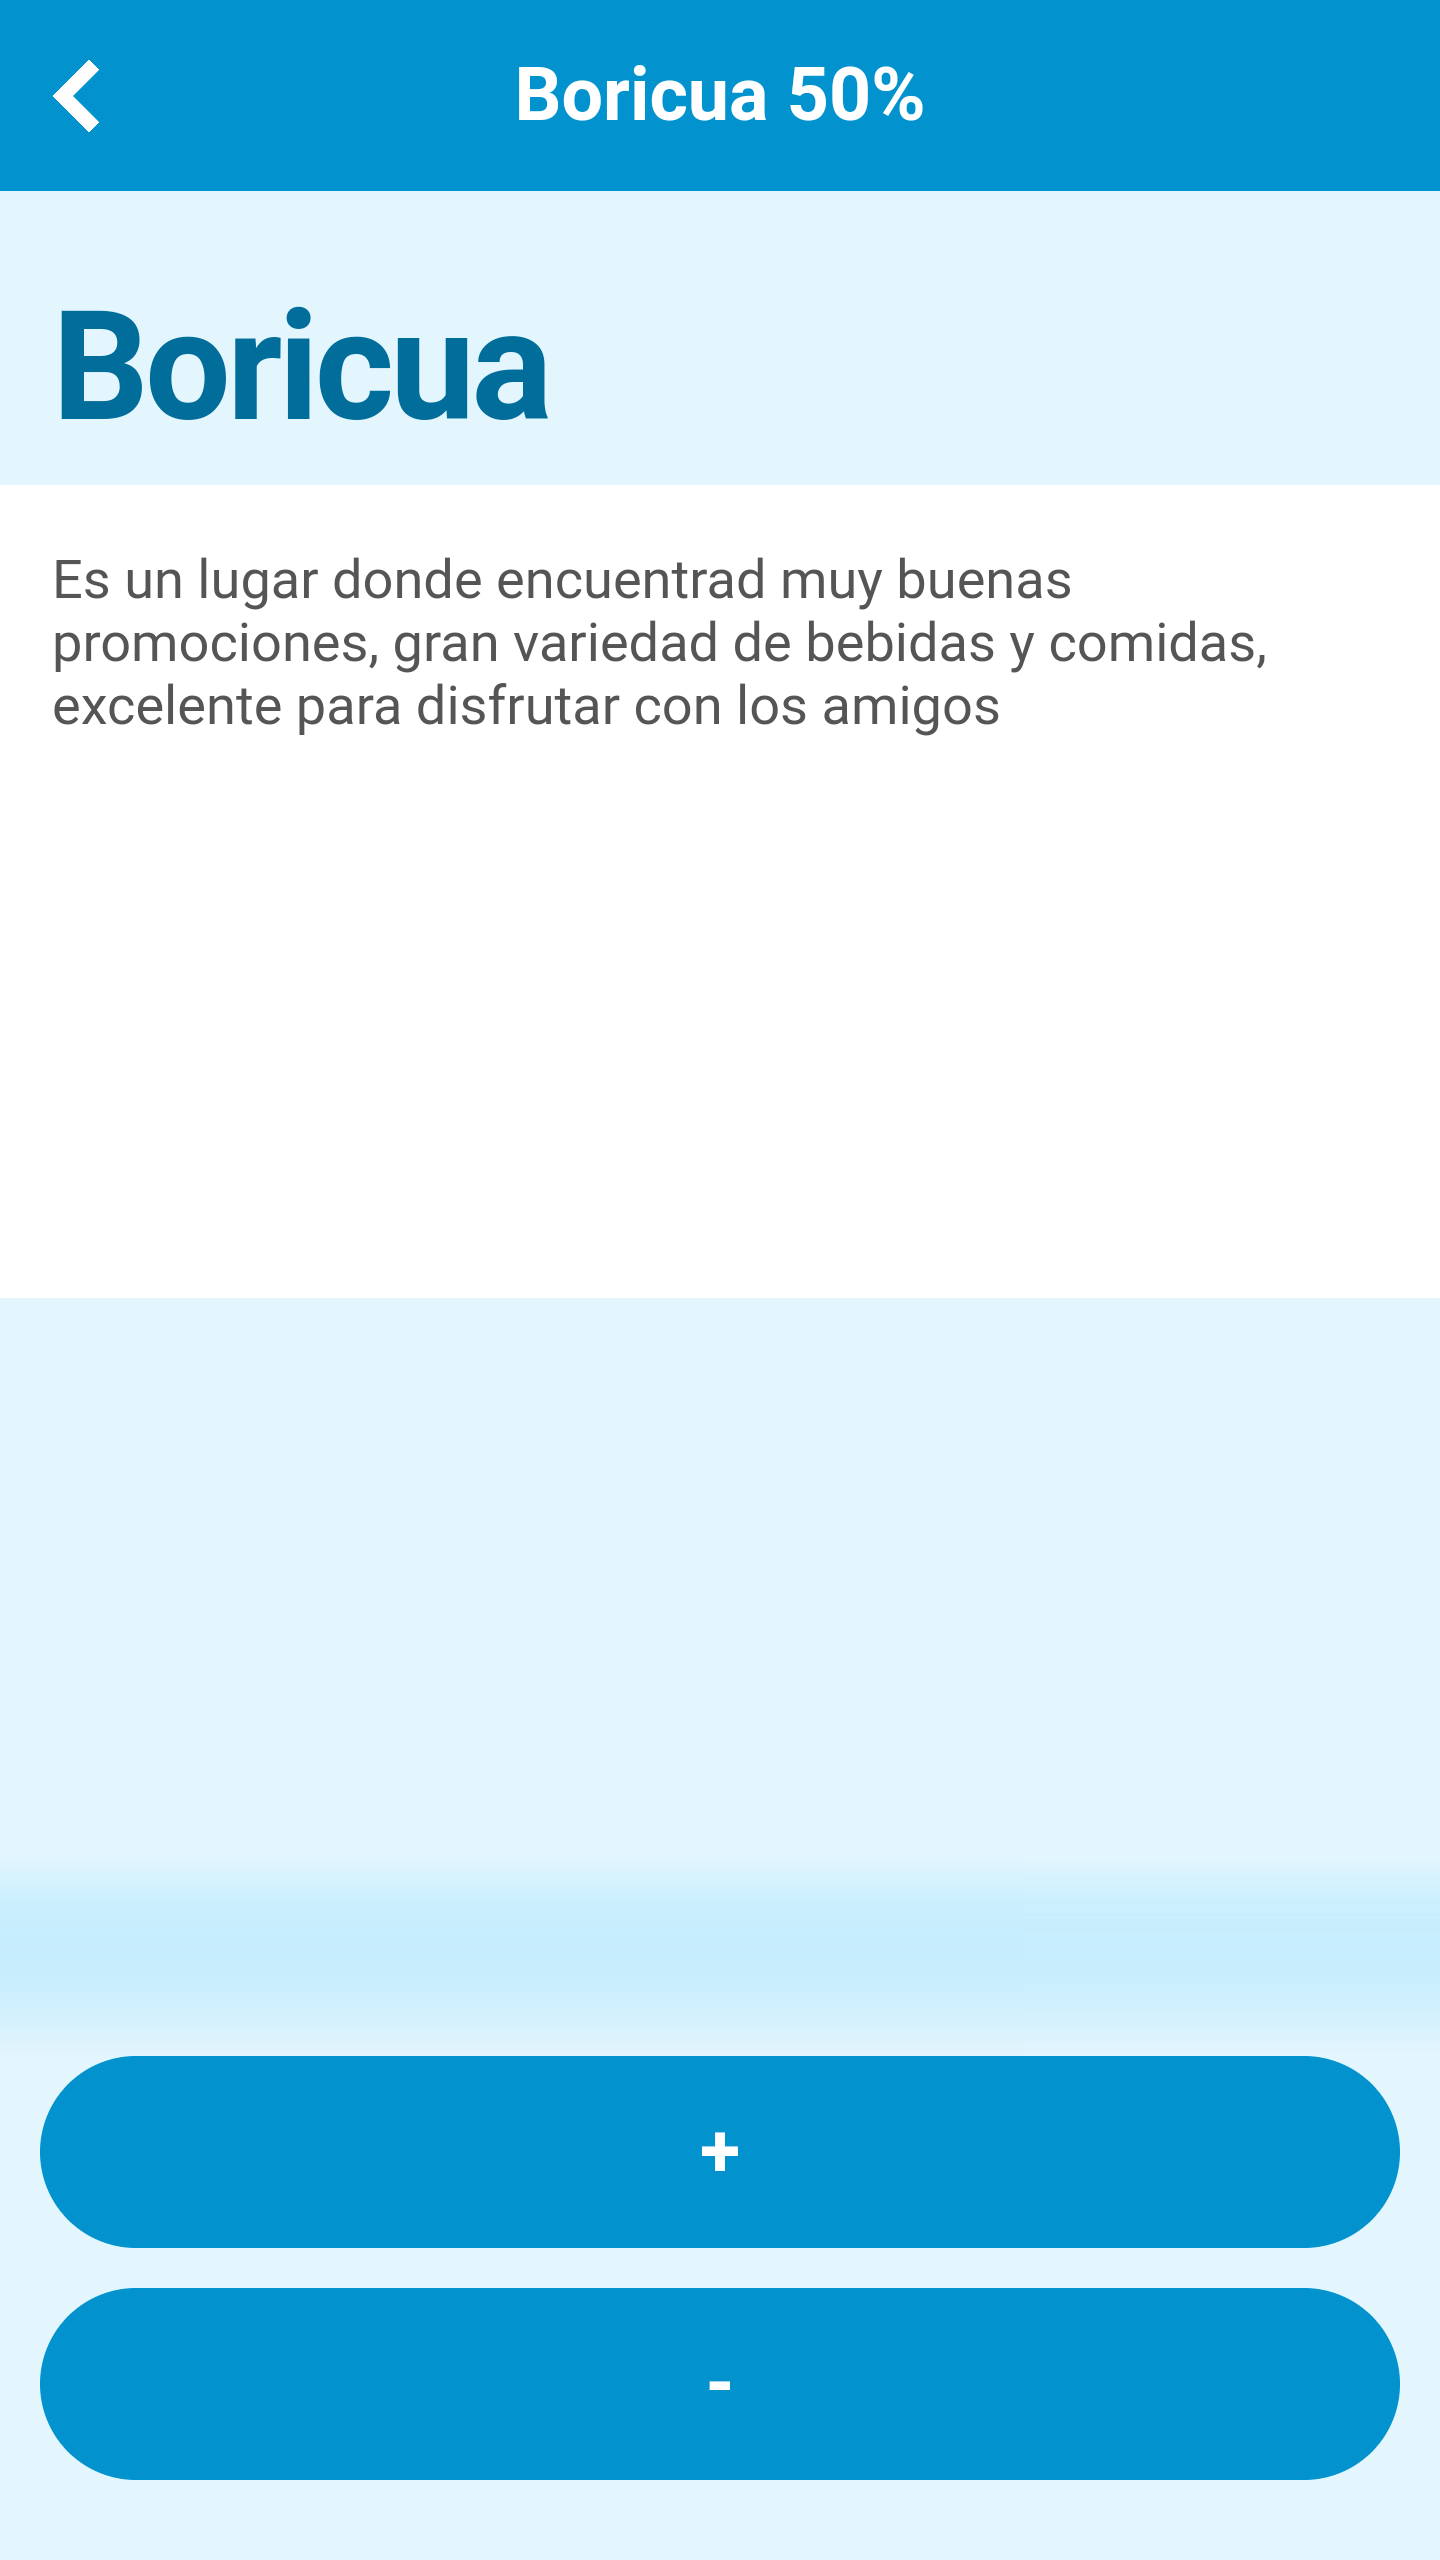 Boricua 50%
Boricua
Es un lugar donde encuentrad muy buenas
promociones, gran variedad de bebidas y comidas,
excelente para disfrutar con los amigos
+
-